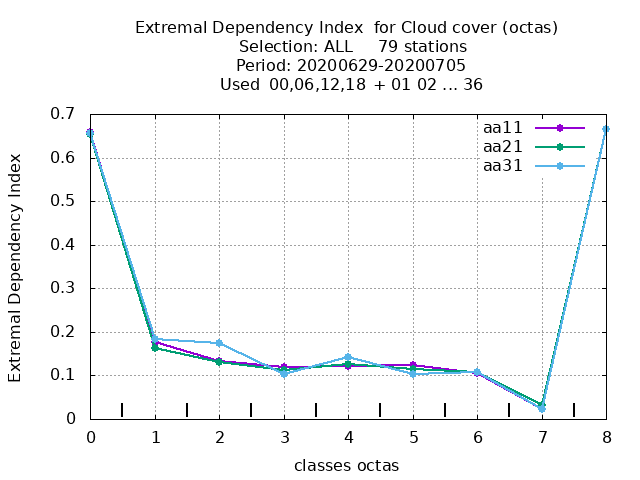 Extremal Dependency Index  for Cloud cover (octas)
Selection: ALL     79 stations
Period: 20200629-20200705
Used  00,06,12,18  + 01 02 ... 36
aa11
aa21
aa31
0.7
0.6
0.5
0.4
0.3
0.2
0.1
0
Extremal Dependency Index
0 1 2 3 4 5 6 7 8
classes octas